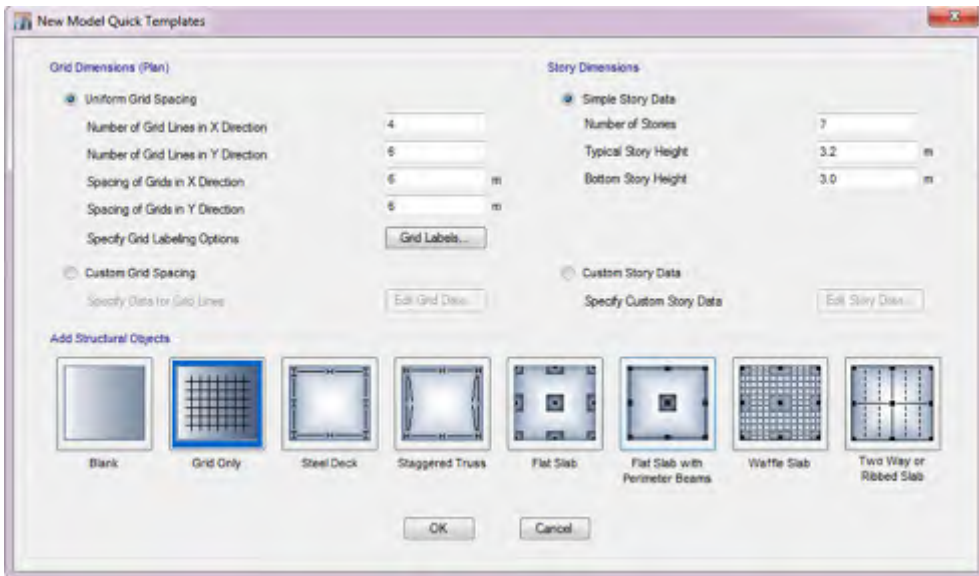 New Model Quick Templates
Grid Dimensions (Plan)
Uniform Grid Spacing
Number of Grid Lines in X Direction 4
Number of Grid Lines in Y Direction 6
Spacing of Grids in X Direction 6 m
Spacing of Grids in Y Direction 6 m
Specify Grid Labeling Options Grid Labels...
Custom Grid Spacing
Specify Data for Grid Lines Edit Grid Data...
Story Dimensions
Simple Story Data
Number of Stories 7
Typical Story Height 3.2 m
Bottom Story Height 3.0 m
Custom Story Data
Specify Custom Story Data Edit Story Data...
Add Structural Objects
Blank
Grid Only
Steel Deck
Staggered Truss
Flat Slab
Flat Slab with
Perimeter Beams
Waffle Slab
Two Way or
Ribbed Slab
OK
Cancel